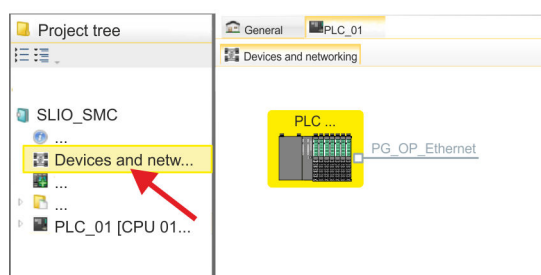 Project tree
General
PLC_01
Devices and networking
SLIO_SMC
...
Devices and netw...
...
...
PLC_01 [CPU 01...
PLC ...
PG_OP_Ethernet